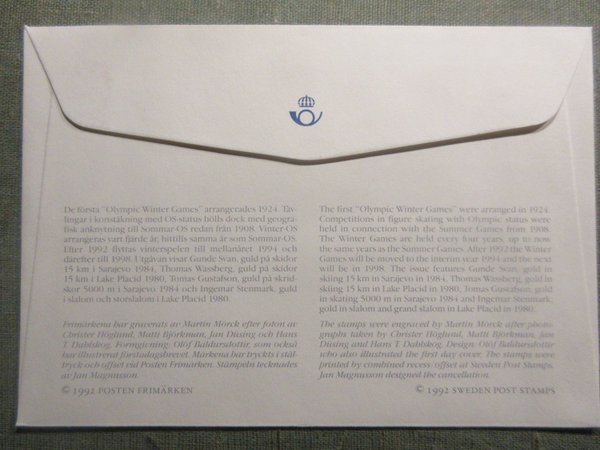 De första "Olympic Winter Games" arrangerades 1924. Täv-
lingar i konståkning med OS-status hölls dock med geogra-
fisk anknytning till Sommar-OS redan från 1908. Vinter-OS
arrangeras vart fjärde år, hittills samma år som Sommar-OS.
Efter 1992 flyttas vinterspelen till mellanåret 1994 och
därefter till 1998. Utgåvan visar Gunde Svan, guld på skidor
15 km i Sarajevo 1984, Thomas Wassberg, guld på skidor
15 km i Lake Placid 1980, Tomas Gustafson, guld på skrid-
skor 5000 m i Sarajevo 1984 och Ingemar Stenmark, guld
i slalom och storslalom i Lake Placid 1980.
Frimärkena har graverats av Martin Mörck efter foton av
Christer Höglund, Matti Björkman, Jan Düsing och Hans
T. Dahlskog. Formgivning: Olöf Baldursdottir, som också
har illustrerat förstadagsbrevet. Märkena har tryckts i stål-
tryck och offset vid Posten Frimärken. Stämpeln tecknades
av Jan Magnusson.
© 1992 POSTEN FRIMÄRKEN
The first "Olympic Winter Games" were arranged in 1924.
Competitions in figure skating with Olympic status were
held in connection with the Summer Games from 1908.
The Winter Games are held every four years, up to now
the same years as the Summer Games. After 1992 the Winter
Games will be moved to the interim year 1994 and the next
will be in 1998. The issue features Gunde Svan, gold in
skiing 15 km in Sarajevo 1984, Thomas Wassberg, gold in
skiing 15 km in Lake Placid 1980, Tomas Gustafson, gold
in skating 5000 m in Sarajevo 1984 and Ingemar Stenmark,
gold in slalom and grand slalom in Lake Placid in 1980.
The stamps were engraved by Martin Mörck after photo-
graphs taken by Christer Höglund, Matti Björkman, Jan
Düsing and Hans T. Dahlskog. Design: Olöf Baldursdottir
who also illustrated the first day cover. The stamps were
printed by combined recess/offset at Sweden Post Stamps.
Jan Magnusson designed the cancellation.
© 1992 SWEDEN POST STAMPS